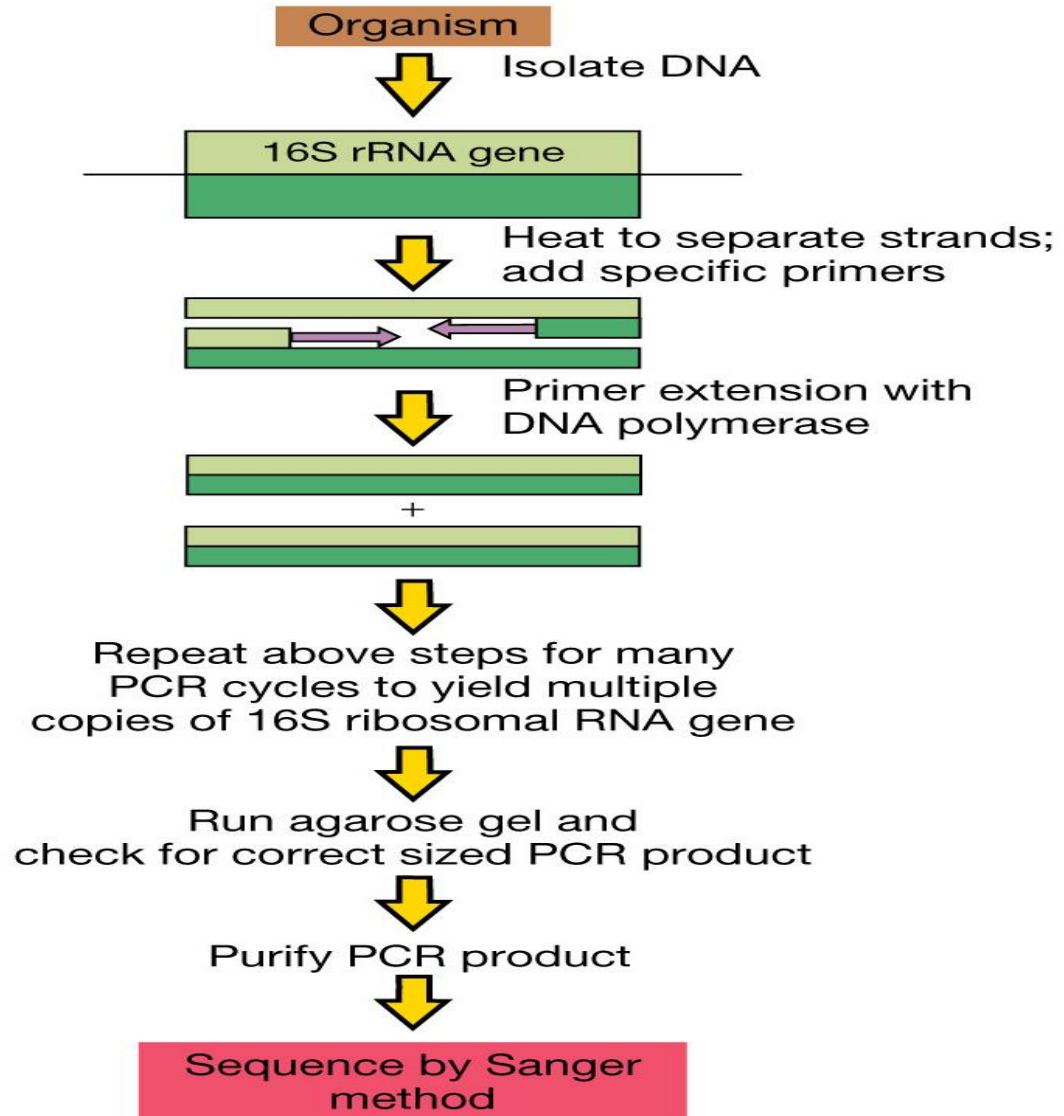 Organism
Isolate DNA
16S rRNA gene
Heat to separate strands;
add specific primers
Primer extension with
DNA polymerase
+
Repeat above steps for many
PCR cycles to yield multiple
copies of 16S ribosomal RNA gene
Run agarose gel and
check for correct sized PCR product
Purify PCR product
Sequence by Sanger
method